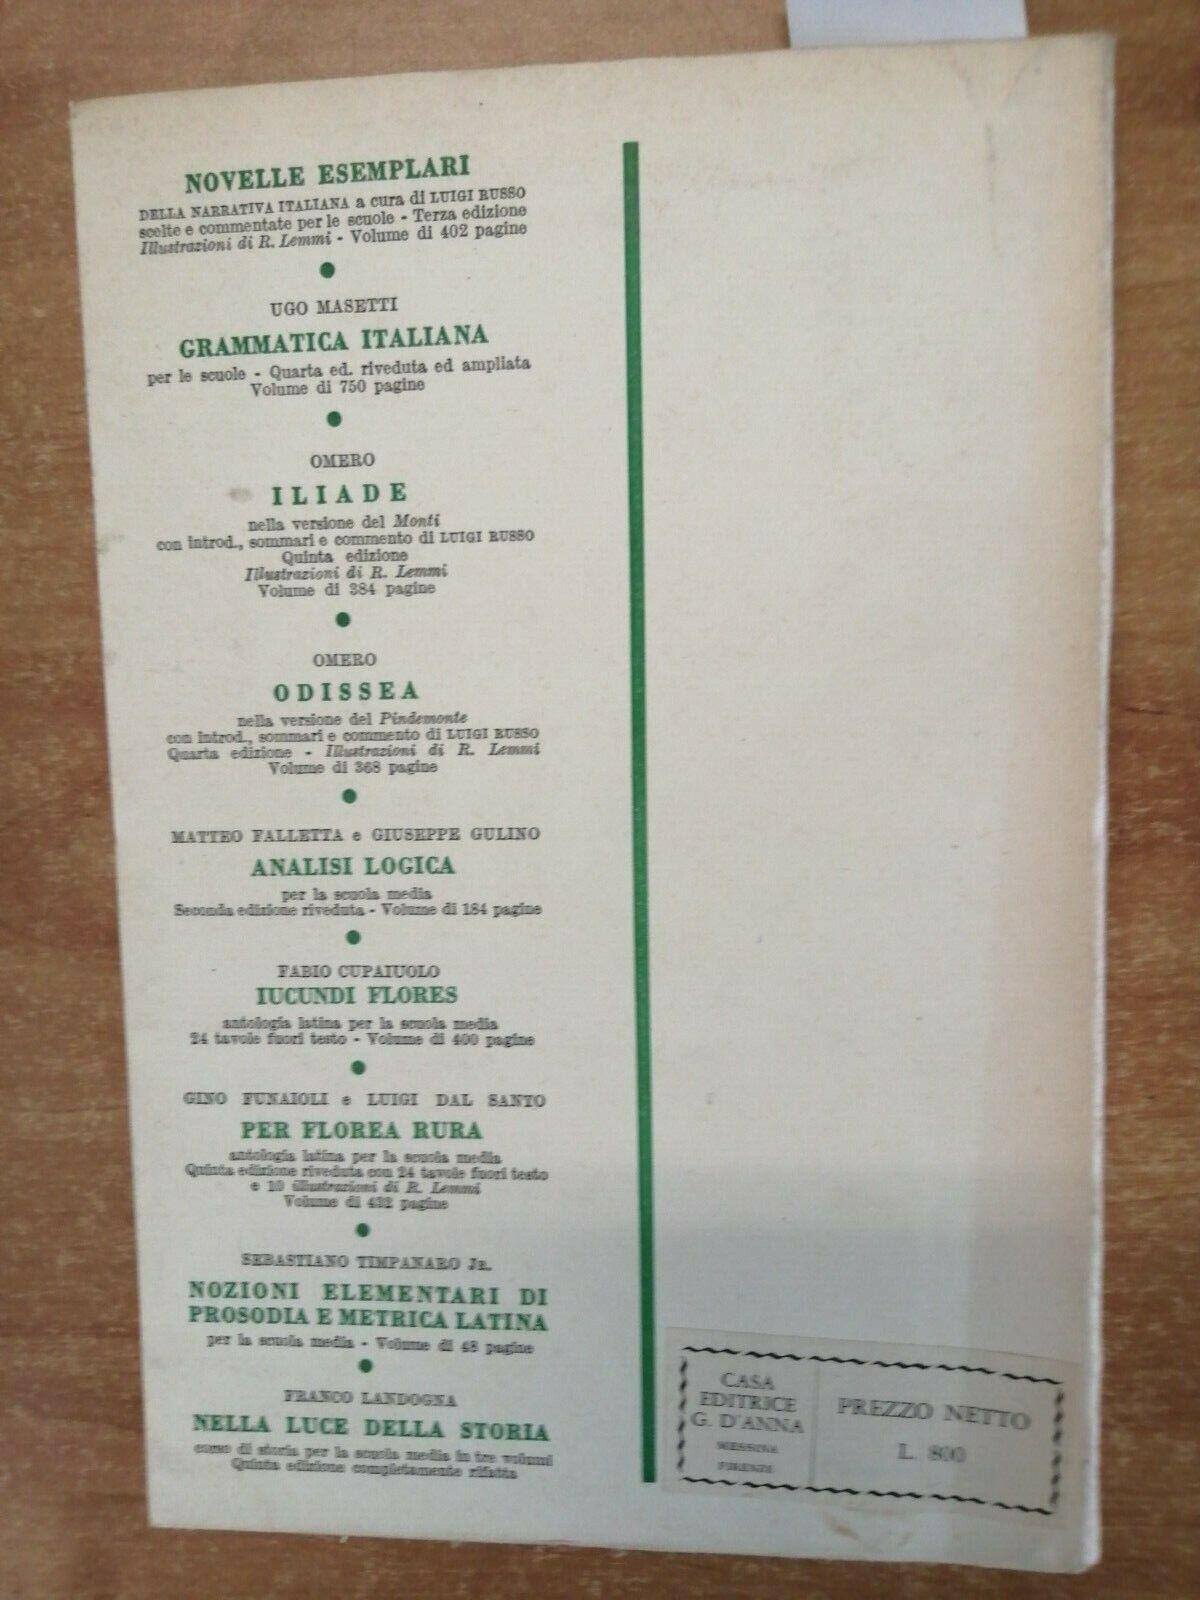 NOVELLE ESEMPLARI
DELLA NARRATIVA ITALIANA a cura di LUIGI RUSSO
scelte e commentate per le scuole - Terza edizione
Illustrazioni di R. Lemmi - Volume di 402 pagine
UGO MASETTI
GRAMMATICA ITALIANA
per le scuole - Quarta ed. riveduta ed ampliata
Volume di 750 pagine
OMERO
ILIADE
nella versione del Monti
con introd., sommari e commento di LUIGI RUSSO
Quinta edizione
Illustrazioni di R. Lemmi
Volume di 384 pagine
OMERO
ODISSEA
nella versione del Pindemonte
con introd., sommari e commento di LUIGI RUSSO
Quarta edizione - Illustrazioni di R. Lemmi
Volume di 368 pagine
MATTEO FALLETTA e GIUSEPPE GULINO
ANALISI LOGICA
per la scuola media
Seconda edizione riveduta - Volume di 184 pagine
FABIO CUPAIUOLO
IUCUNDI FLORES
antologia latina per la scuola media
24 tavole fuori testo - Volume di 400 pagine
GINO FUNAIOLI e LUIGI DAL SANTO
PER FLOREA RURA
antologia latina per la scuola media
Quinta edizione riveduta con 24 tavole fuori testo
e 10 illustrazioni di R. Lemmi
Volume di 432 pagine
SEBASTIANO TIMPANARO Jr.
NOZIONI ELEMENTARI DI
PROSODIA E METRICA LATINA
per la scuola media - Volume di 48 pagine
FRANCO LANDOGNA
NELLA LUCE DELLA STORIA
corso di storia per la scuola media in tre volumi
Quinta edizione completamente rifatta
CASA
EDITRICE
G. D'ANNA
MESSINA
FIRENZE
PREZZO NETTO
L. 800